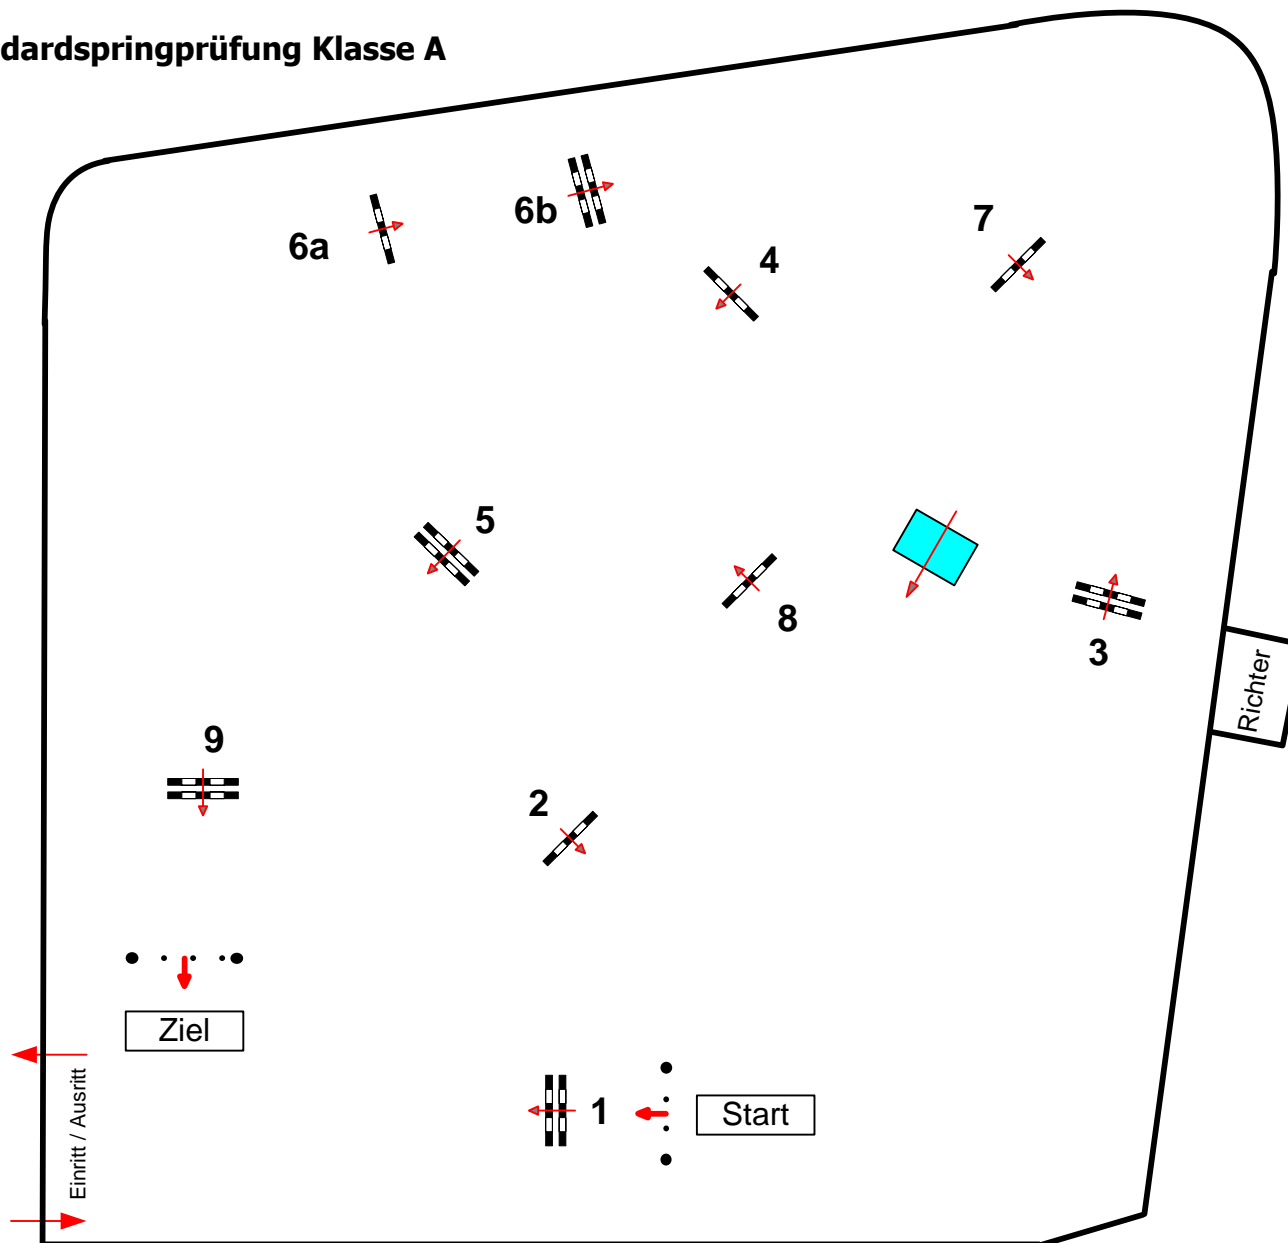 dardspringprüfung Klasse A
7
6b
6a
4
5
8
3
Richter
9
2
Ziel
Einritt / Ausritt
1
Start